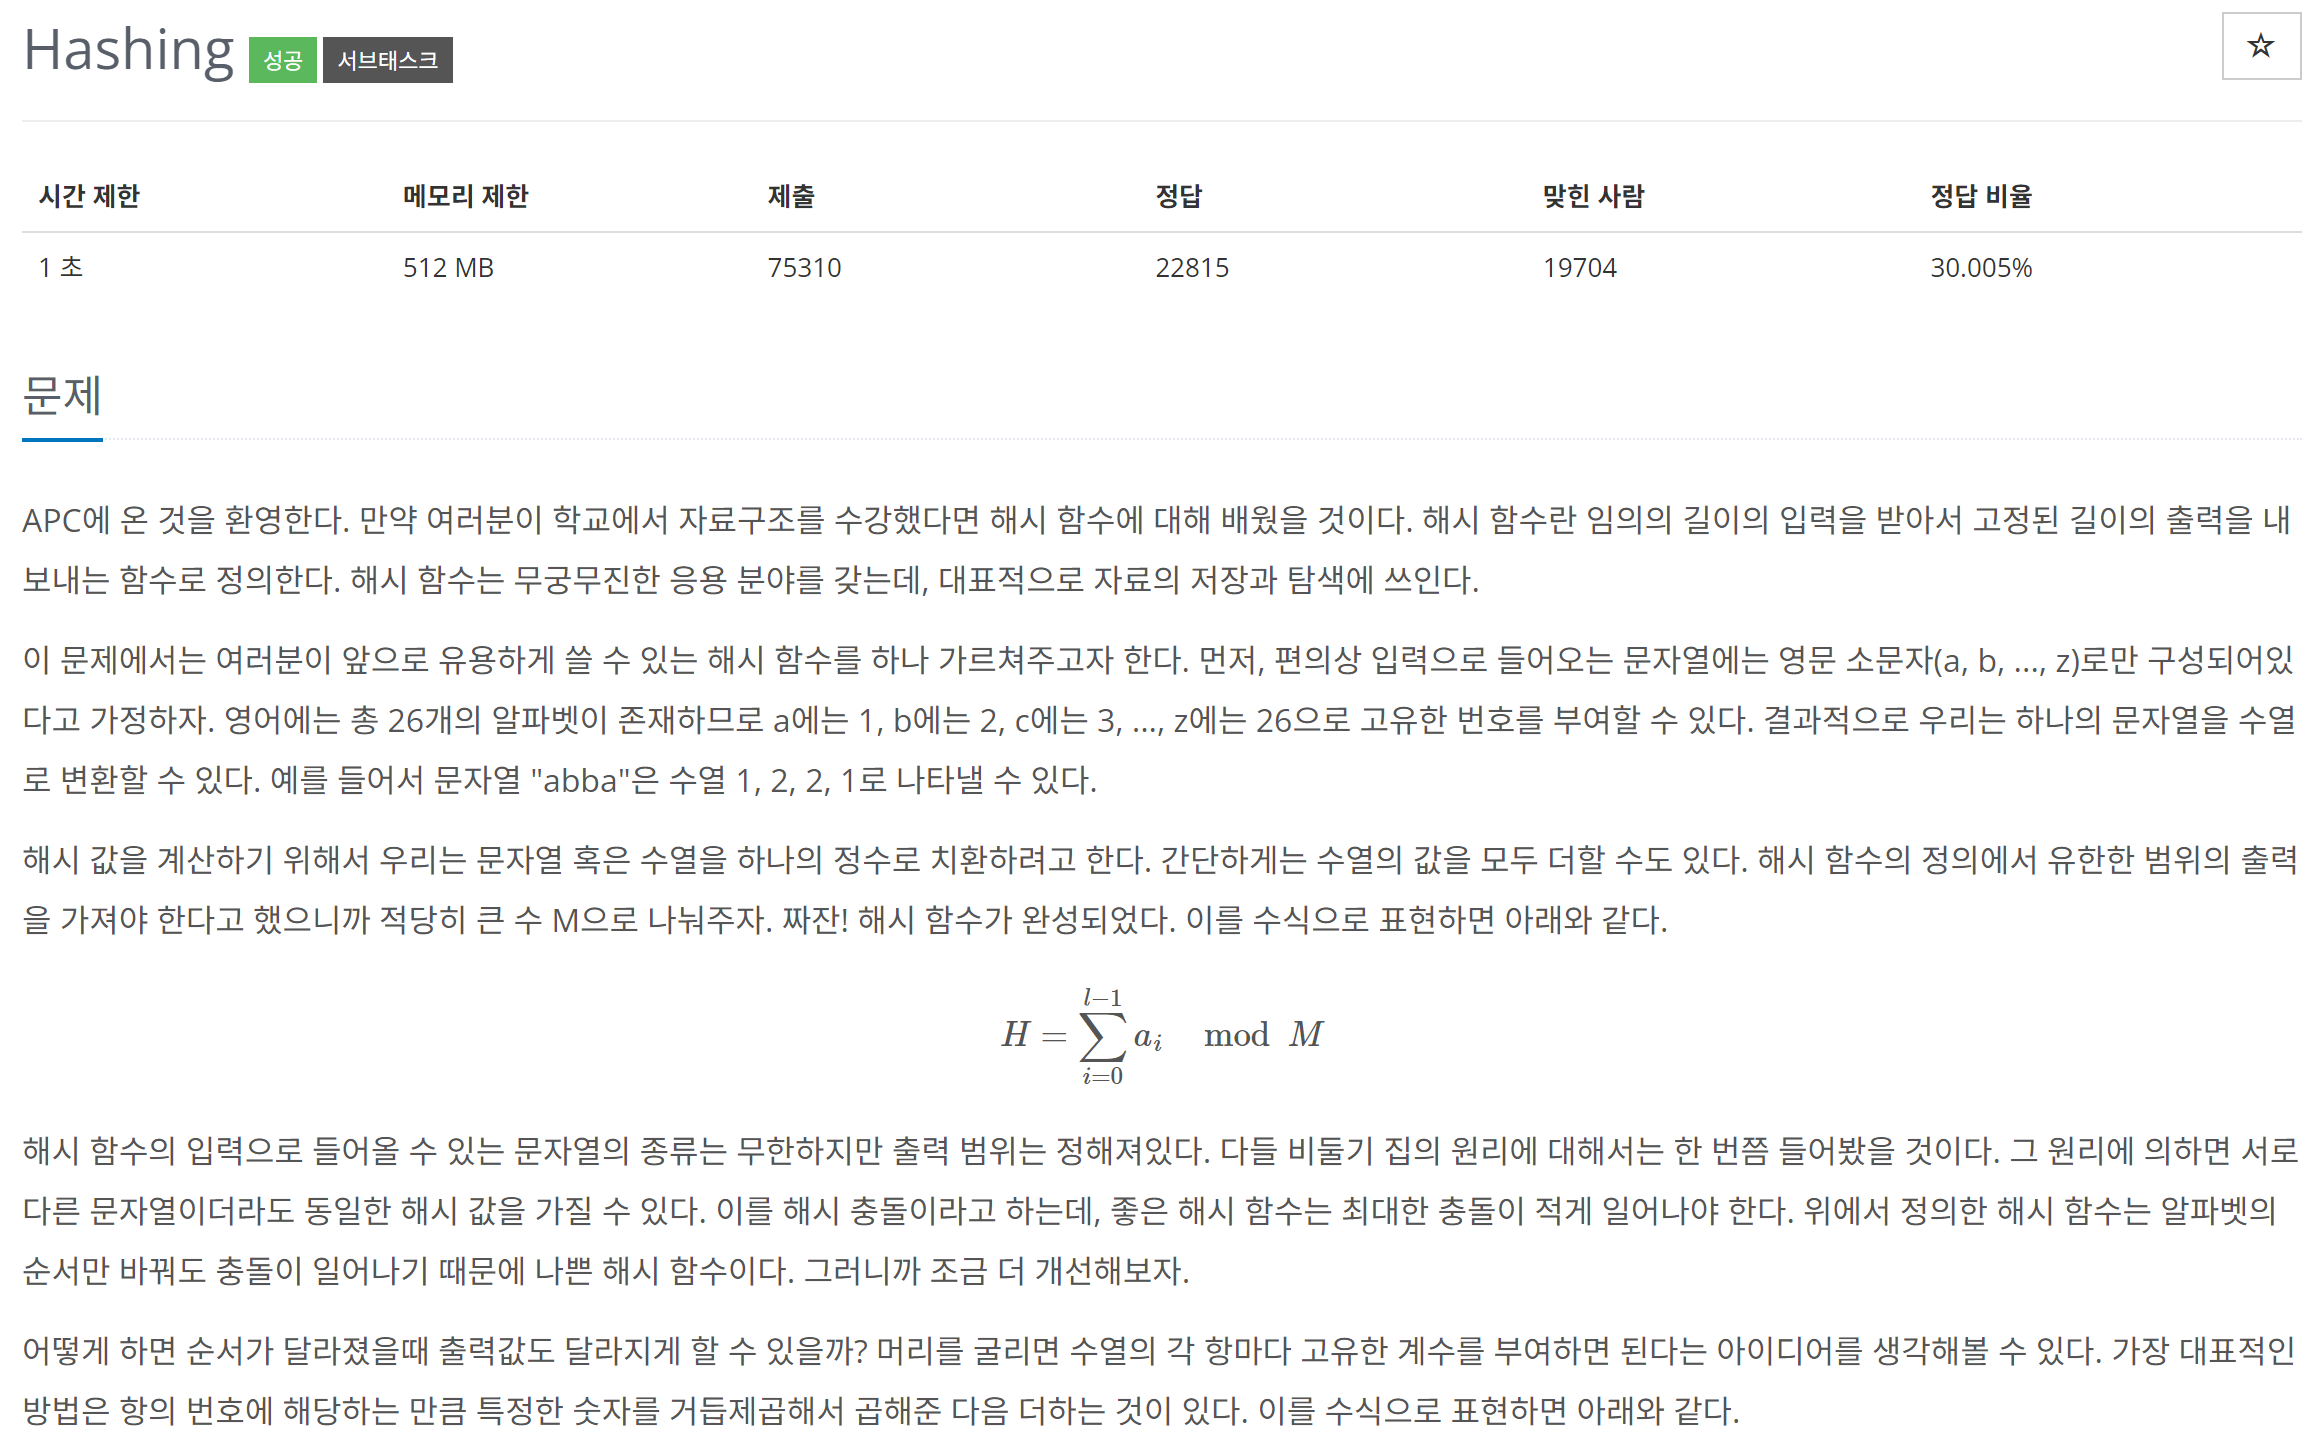 Hashing 성공 서브태스크
☆
시간 제한 메모리 제한 제출 정답 맞힌 사람 정답 비율
1 초 512 MB 75310 22815 19704 30.005%
문제
APC에 온 것을 환영한다. 만약 여러분이 학교에서 자료구조를 수강했다면 해시 함수에 대해 배웠을 것이다. 해시 함수란 임의의 길이의 입력을 받아서 고정된 길이의 출력을 내
보내는 함수로 정의한다. 해시 함수는 무궁무진한 응용 분야를 갖는데, 대표적으로 자료의 저장과 탐색에 쓰인다.
이 문제에서는 여러분이 앞으로 유용하게 쓸 수 있는 해시 함수를 하나 가르쳐주고자 한다. 먼저, 편의상 입력으로 들어오는 문자열에는 영문 소문자(a, b, ..., z)로만 구성되어있
다고 가정하자. 영어에는 총 26개의 알파벳이 존재하므로 a에는 1, b에는 2, c에는 3, ..., z에는 26으로 고유한 번호를 부여할 수 있다. 결과적으로 우리는 하나의 문자열을 수열
로 변환할 수 있다. 예를 들어서 문자열 "abba"은 수열 1, 2, 2, 1로 나타낼 수 있다.
해시 값을 계산하기 위해서 우리는 문자열 혹은 수열을 하나의 정수로 치환하려고 한다. 간단하게는 수열의 값을 모두 더할 수도 있다. 해시 함수의 정의에서 유한한 범위의 출력
을 가져야 한다고 했으니까 적당히 큰 수 M으로 나눠주자. 짜잔! 해시 함수가 완성되었다. 이를 수식으로 표현하면 아래와 같다.
H = \sum_{i=0}^{l-1} a_i mod M
해시 함수의 입력으로 들어올 수 있는 문자열의 종류는 무한하지만 출력 범위는 정해져있다. 다들 비둘기 집의 원리에 대해서는 한 번쯤 들어봤을 것이다. 그 원리에 의하면 서로
다른 문자열이더라도 동일한 해시 값을 가질 수 있다. 이를 해시 충돌이라고 하는데, 좋은 해시 함수는 최대한 충돌이 적게 일어나야 한다. 위에서 정의한 해시 함수는 알파벳의
순서만 바꿔도 충돌이 일어나기 때문에 나쁜 해시 함수이다. 그러니까 조금 더 개선해보자.
어떻게 하면 순서가 달라졌을때 출력값도 달라지게 할 수 있을까? 머리를 굴리면 수열의 각 항마다 고유한 계수를 부여하면 된다는 아이디어를 생각해볼 수 있다. 가장 대표적인
방법은 항의 번호에 해당하는 만큼 특정한 숫자를 거듭제곱해서 곱해준 다음 더하는 것이 있다. 이를 수식으로 표현하면 아래와 같다.